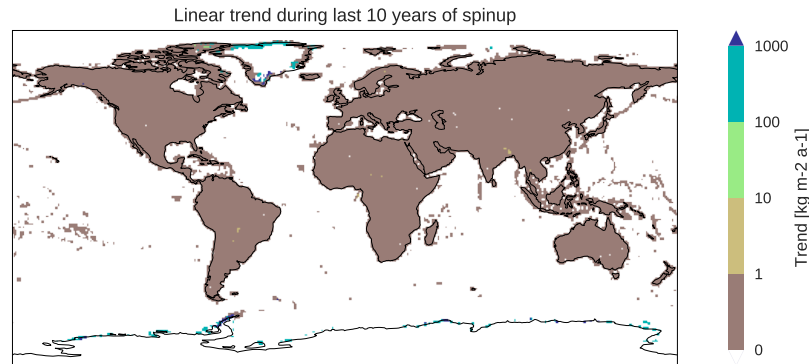 Linear trend during last 10 years of spinup
1000
100
10
1
0
Trend [kg m-2 a-1]